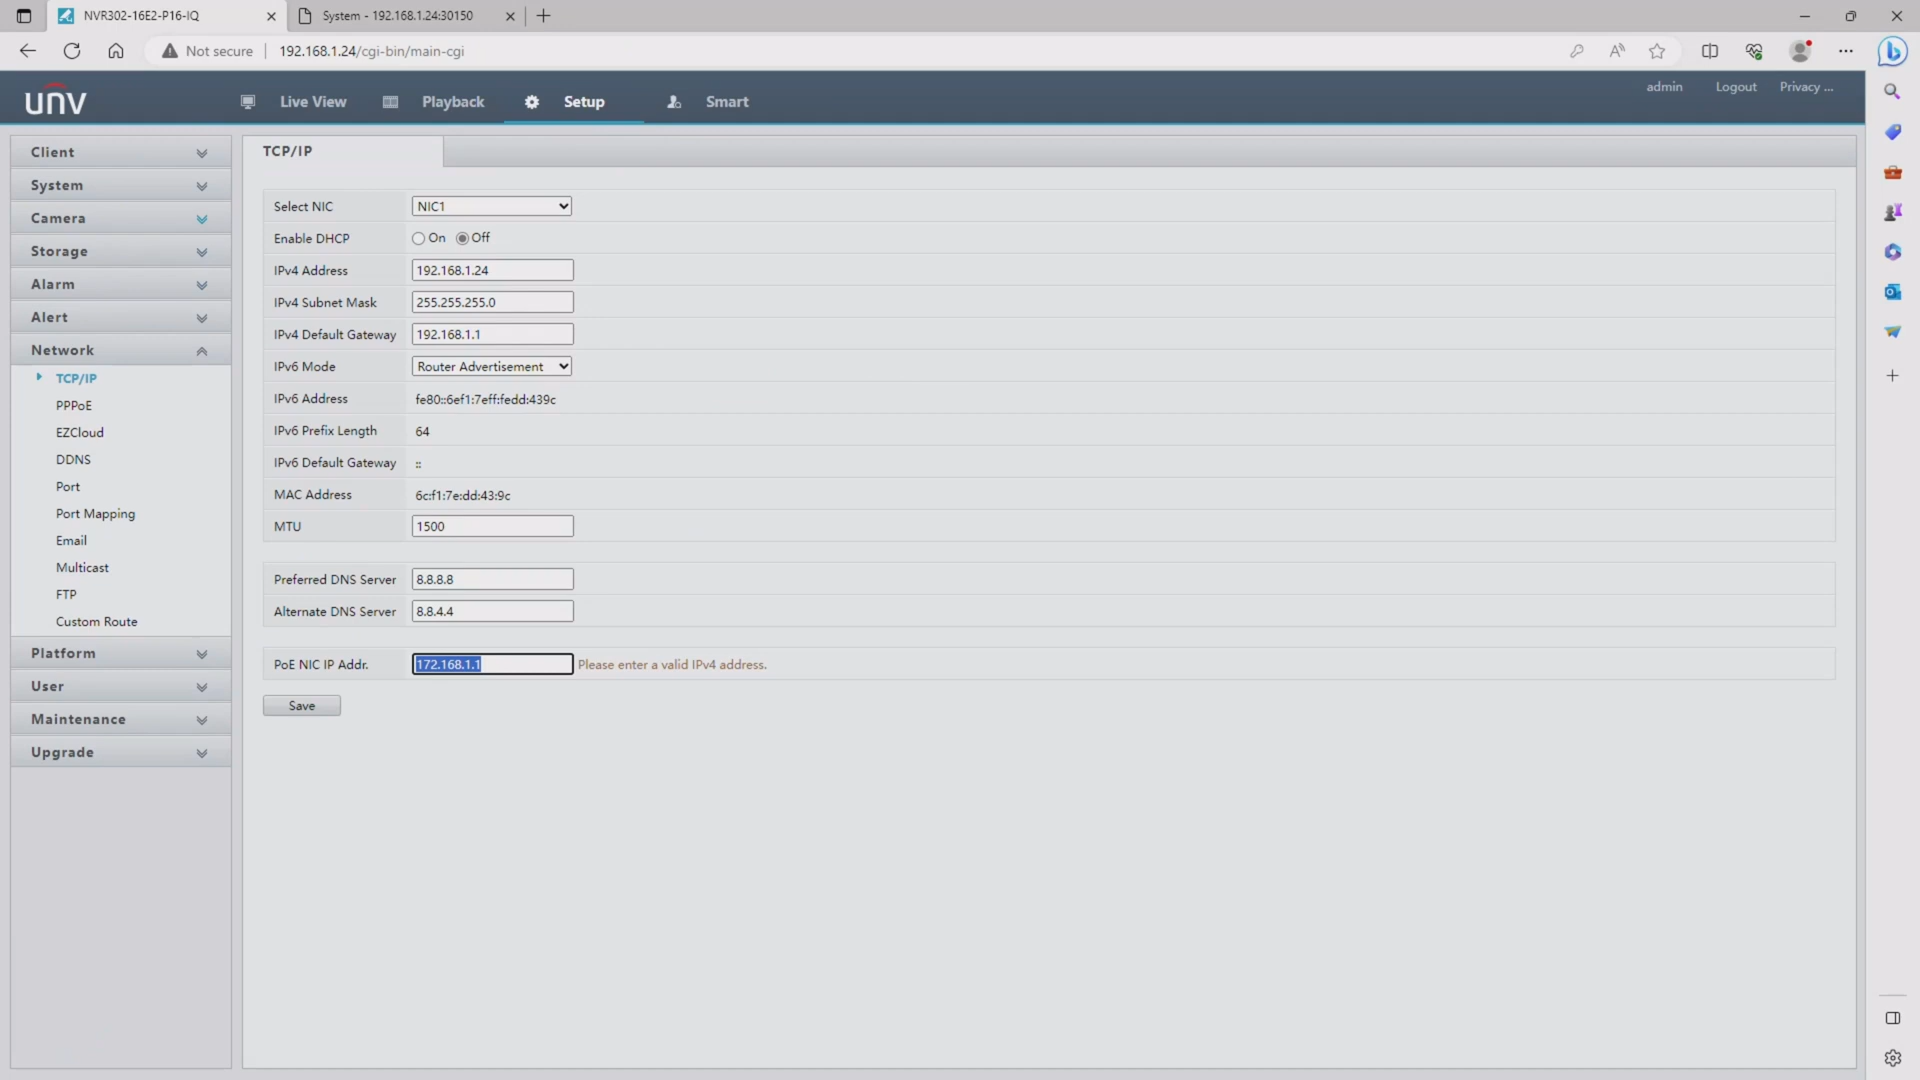 NVR302-16E2-P16-IQ
System - 192.168.1.24:30150
Not secure
192.168.1.24/cgi-bin/main-cgi
unv
Live View
Playback
Setup
Smart
admin
Logout
Privacy ...
Client
System
Camera
Storage
Alarm
Alert
Network
TCP/IP
PPPoE
EZCloud
DDNS
Port
Port Mapping
Email
Multicast
FTP
Custom Route
Platform
User
Maintenance
Upgrade
TCP/IP
Select NIC NIC1
Enable DHCP On Off
IPv4 Address 192.168.1.24
IPv4 Subnet Mask 255.255.255.0
IPv4 Default Gateway 192.168.1.1
IPv6 Mode Router Advertisement
IPv6 Address fe80::6ef1:7eff:fedd:439c
IPv6 Prefix Length 64
IPv6 Default Gateway ::
MAC Address 6c:f1:7e:dd:43:9c
MTU 1500
Preferred DNS Server 8.8.8.8
Alternate DNS Server 8.8.4.4
PoE NIC IP Addr. 172.168.1.1 Please enter a valid IPv4 address.
Save